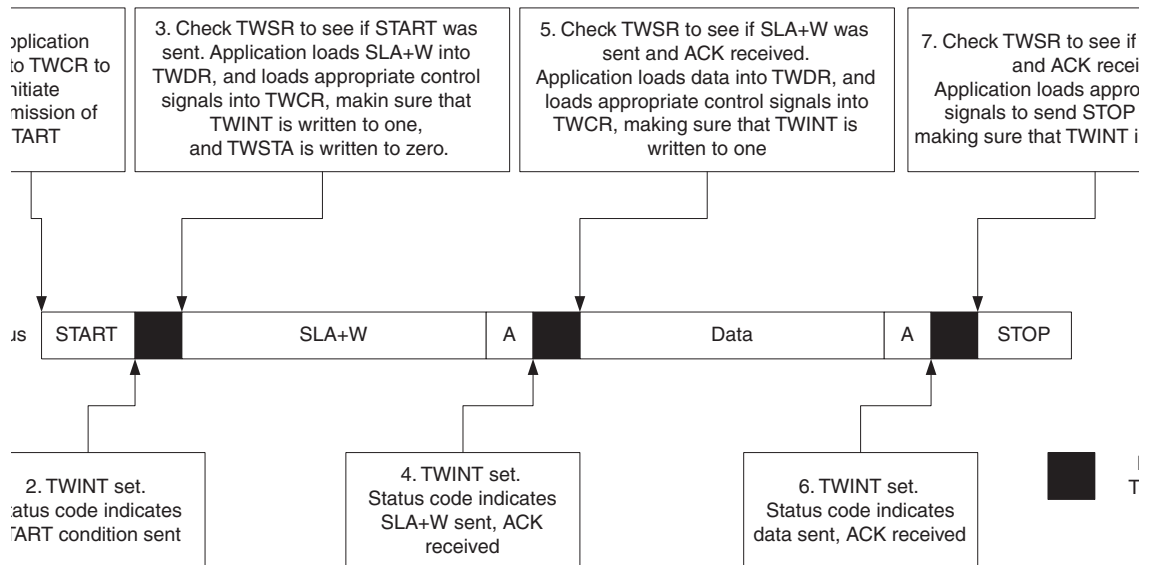 pplication
to TWCR to
nitiate
mission of
TART
3. Check TWSR to see if START was
sent. Application loads SLA+W into
TWDR, and loads appropriate control
signals into TWCR, makin sure that
TWINT is written to one,
and TWSTA is written to zero.
5. Check TWSR to see if SLA+W was
sent and ACK received.
Application loads data into TWDR, and
loads appropriate control signals into
TWCR, making sure that TWINT is
written to one
7. Check TWSR to see if
and ACK recei
Application loads appro
signals to send STOP
making sure that TWINT i
us START SLA+W A Data A STOP
2. TWINT set.
tatus code indicates
TART condition sent
4. TWINT set.
Status code indicates
SLA+W sent, ACK
received
6. TWINT set.
Status code indicates
data sent, ACK received
T